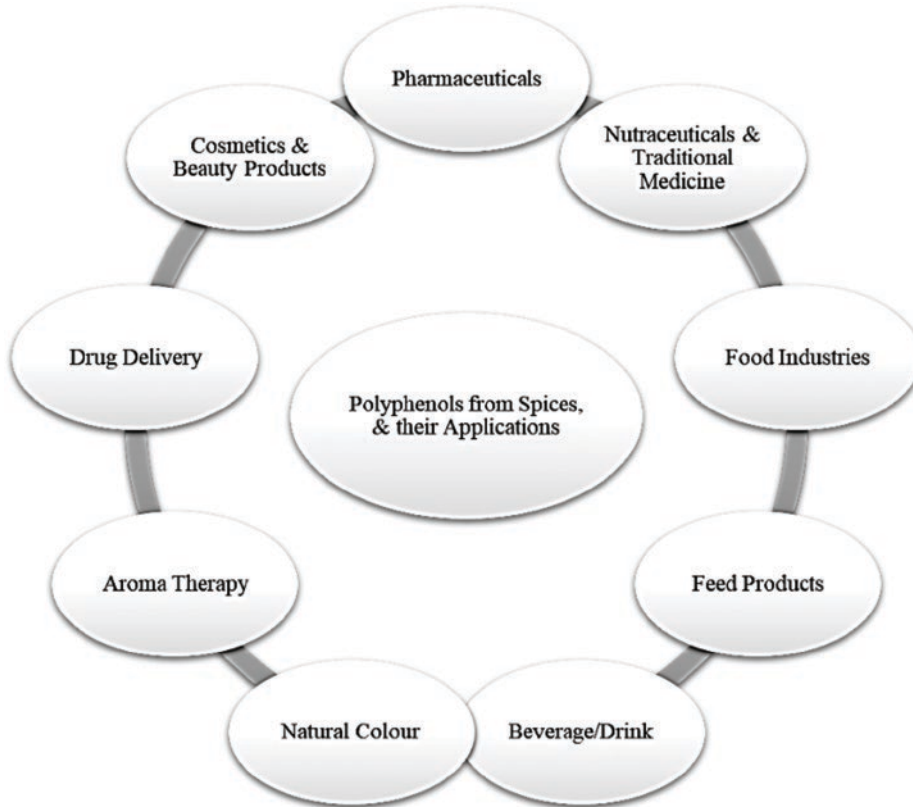 Pharmaceuticals
Cosmetics &
Beauty Products
Nutraceuticals &
Traditional
Medicine
Drug Delivery
Food Industries
Polyphenols from Spices,
& their Applications
Aroma Therapy
Feed Products
Natural Colour
Beverage/Drink